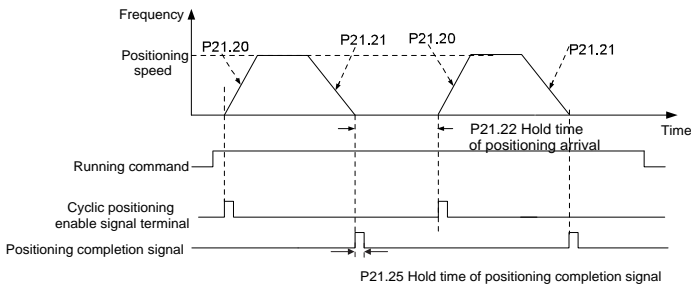 Frequency
P21.20
P21.21
P21.20
P21.21
Positioning
speed
P21.22 Hold time
of positioning arrival
Time
Running command
Cyclic positioning
enable signal terminal
Positioning completion signal
P21.25 Hold time of positioning completion signal